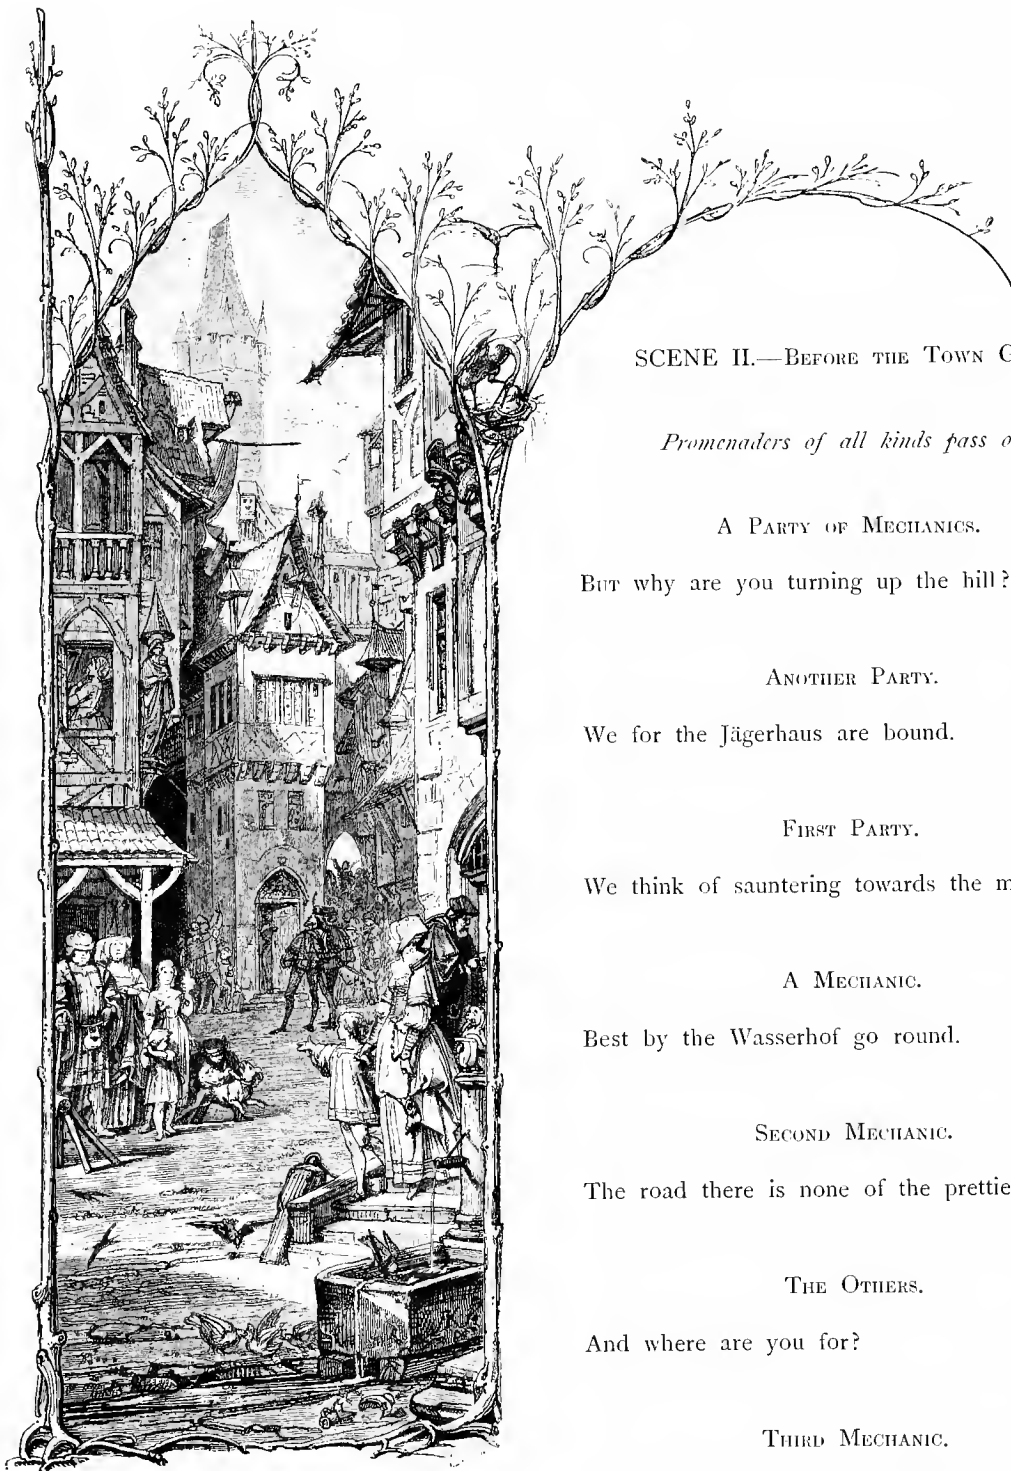 SCENE II.—Before the Town
Promenaders of all kinds pass
A Party of Mechanics.
But why are you turning up the hill?
Another Party.
We for the Jägerhaus are bound.
First Party.
We think of sauntering towards the
A Mechanic.
Best by the Wasserhof go round.
Second Mechanic.
The road there is none of the
The Others.
And where are you for?
Third Mechanic.